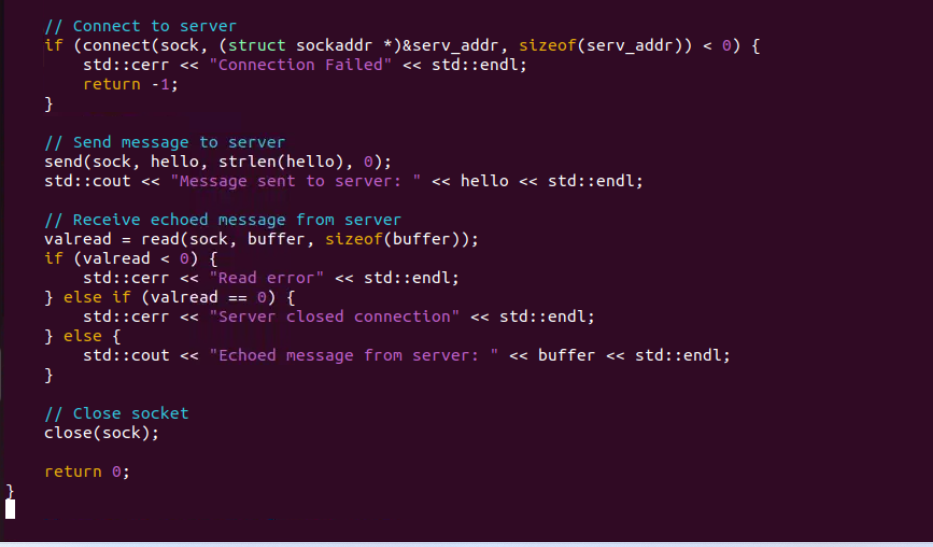 // Connect to server
if (connect(sock, (struct sockaddr *)&serv_addr, sizeof(serv_addr)) < 0) {
std::cerr << "Connection Failed" << std::endl;
return -1;
}
// Send message to server
send(sock, hello, strlen(hello), 0);
std::cout << "Message sent to server: " << hello << std::endl;
// Receive echoed message from server
valread = read(sock, buffer, sizeof(buffer));
if (valread < 0) {
std::cerr << "Read error" << std::endl;
} else if (valread == 0) {
std::cerr << "Server closed connection" << std::endl;
} else {
std::cout << "Echoed message from server: " << buffer << std::endl;
}
// Close socket
close(sock);
return 0;
}